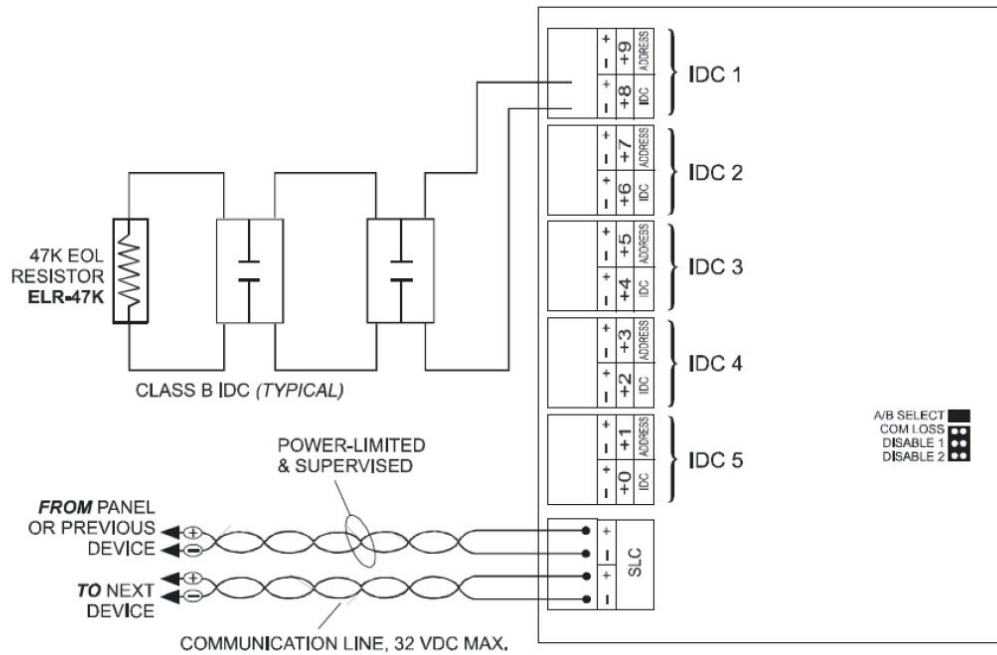 + − + −
+9 ADDRESS
+8 IDC
IDC 1
+ − + −
+7 ADDRESS
+6 IDC
IDC 2
+ − + −
+5 ADDRESS
+4 IDC
IDC 3
+ − + −
+3 ADDRESS
+2 IDC
IDC 4
+ − + −
+1 ADDRESS
+0 IDC
IDC 5
47K EOL
RESISTOR
ELR-47K
CLASS B IDC (TYPICAL)
A/B SELECT
COM LOSS
DISABLE 1
DISABLE 2
POWER-LIMITED
& SUPERVISED
FROM PANEL
OR PREVIOUS
DEVICE
+
−
TO NEXT
DEVICE
+
−
+ − + −
SLC
COMMUNICATION LINE, 32 VDC MAX.